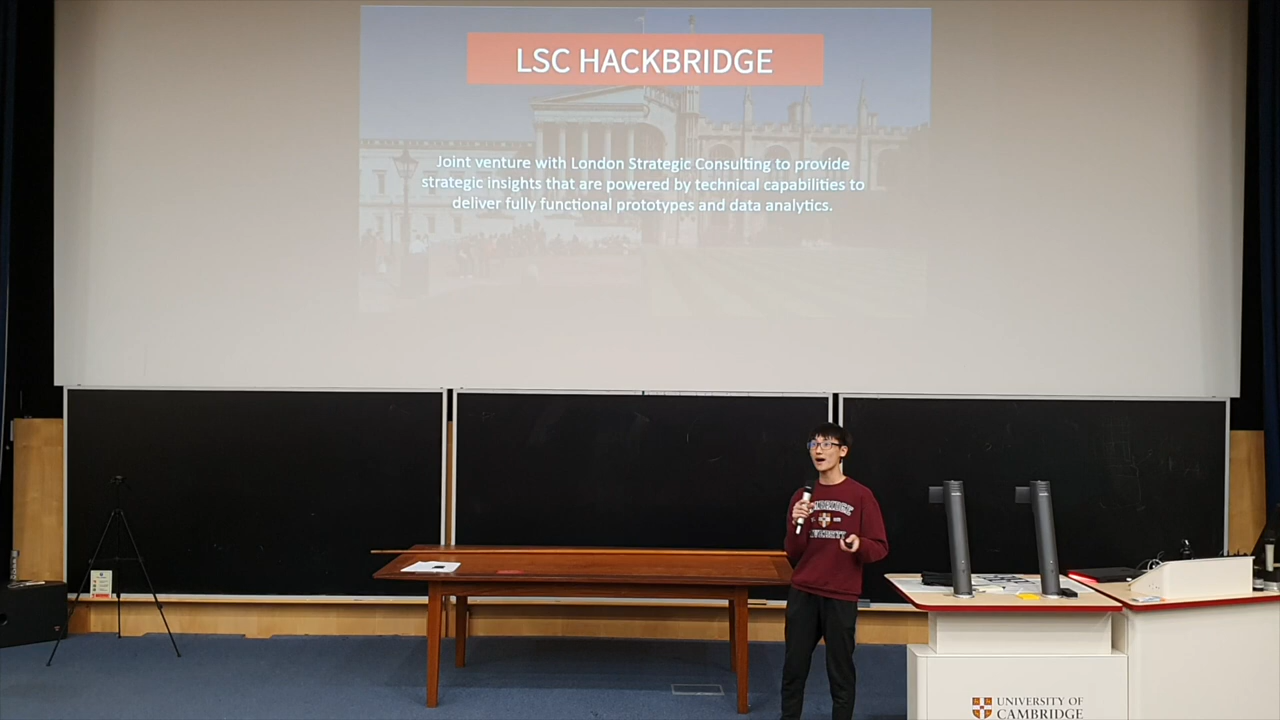 LSC HACKBRIDGE
Joint venture with London Strategic Consulting to provide
strategic insights that are powered by technical capabilities to
deliver fully functional prototypes and data analytics.
UNIVERSITY OF
CAMBRIDGE